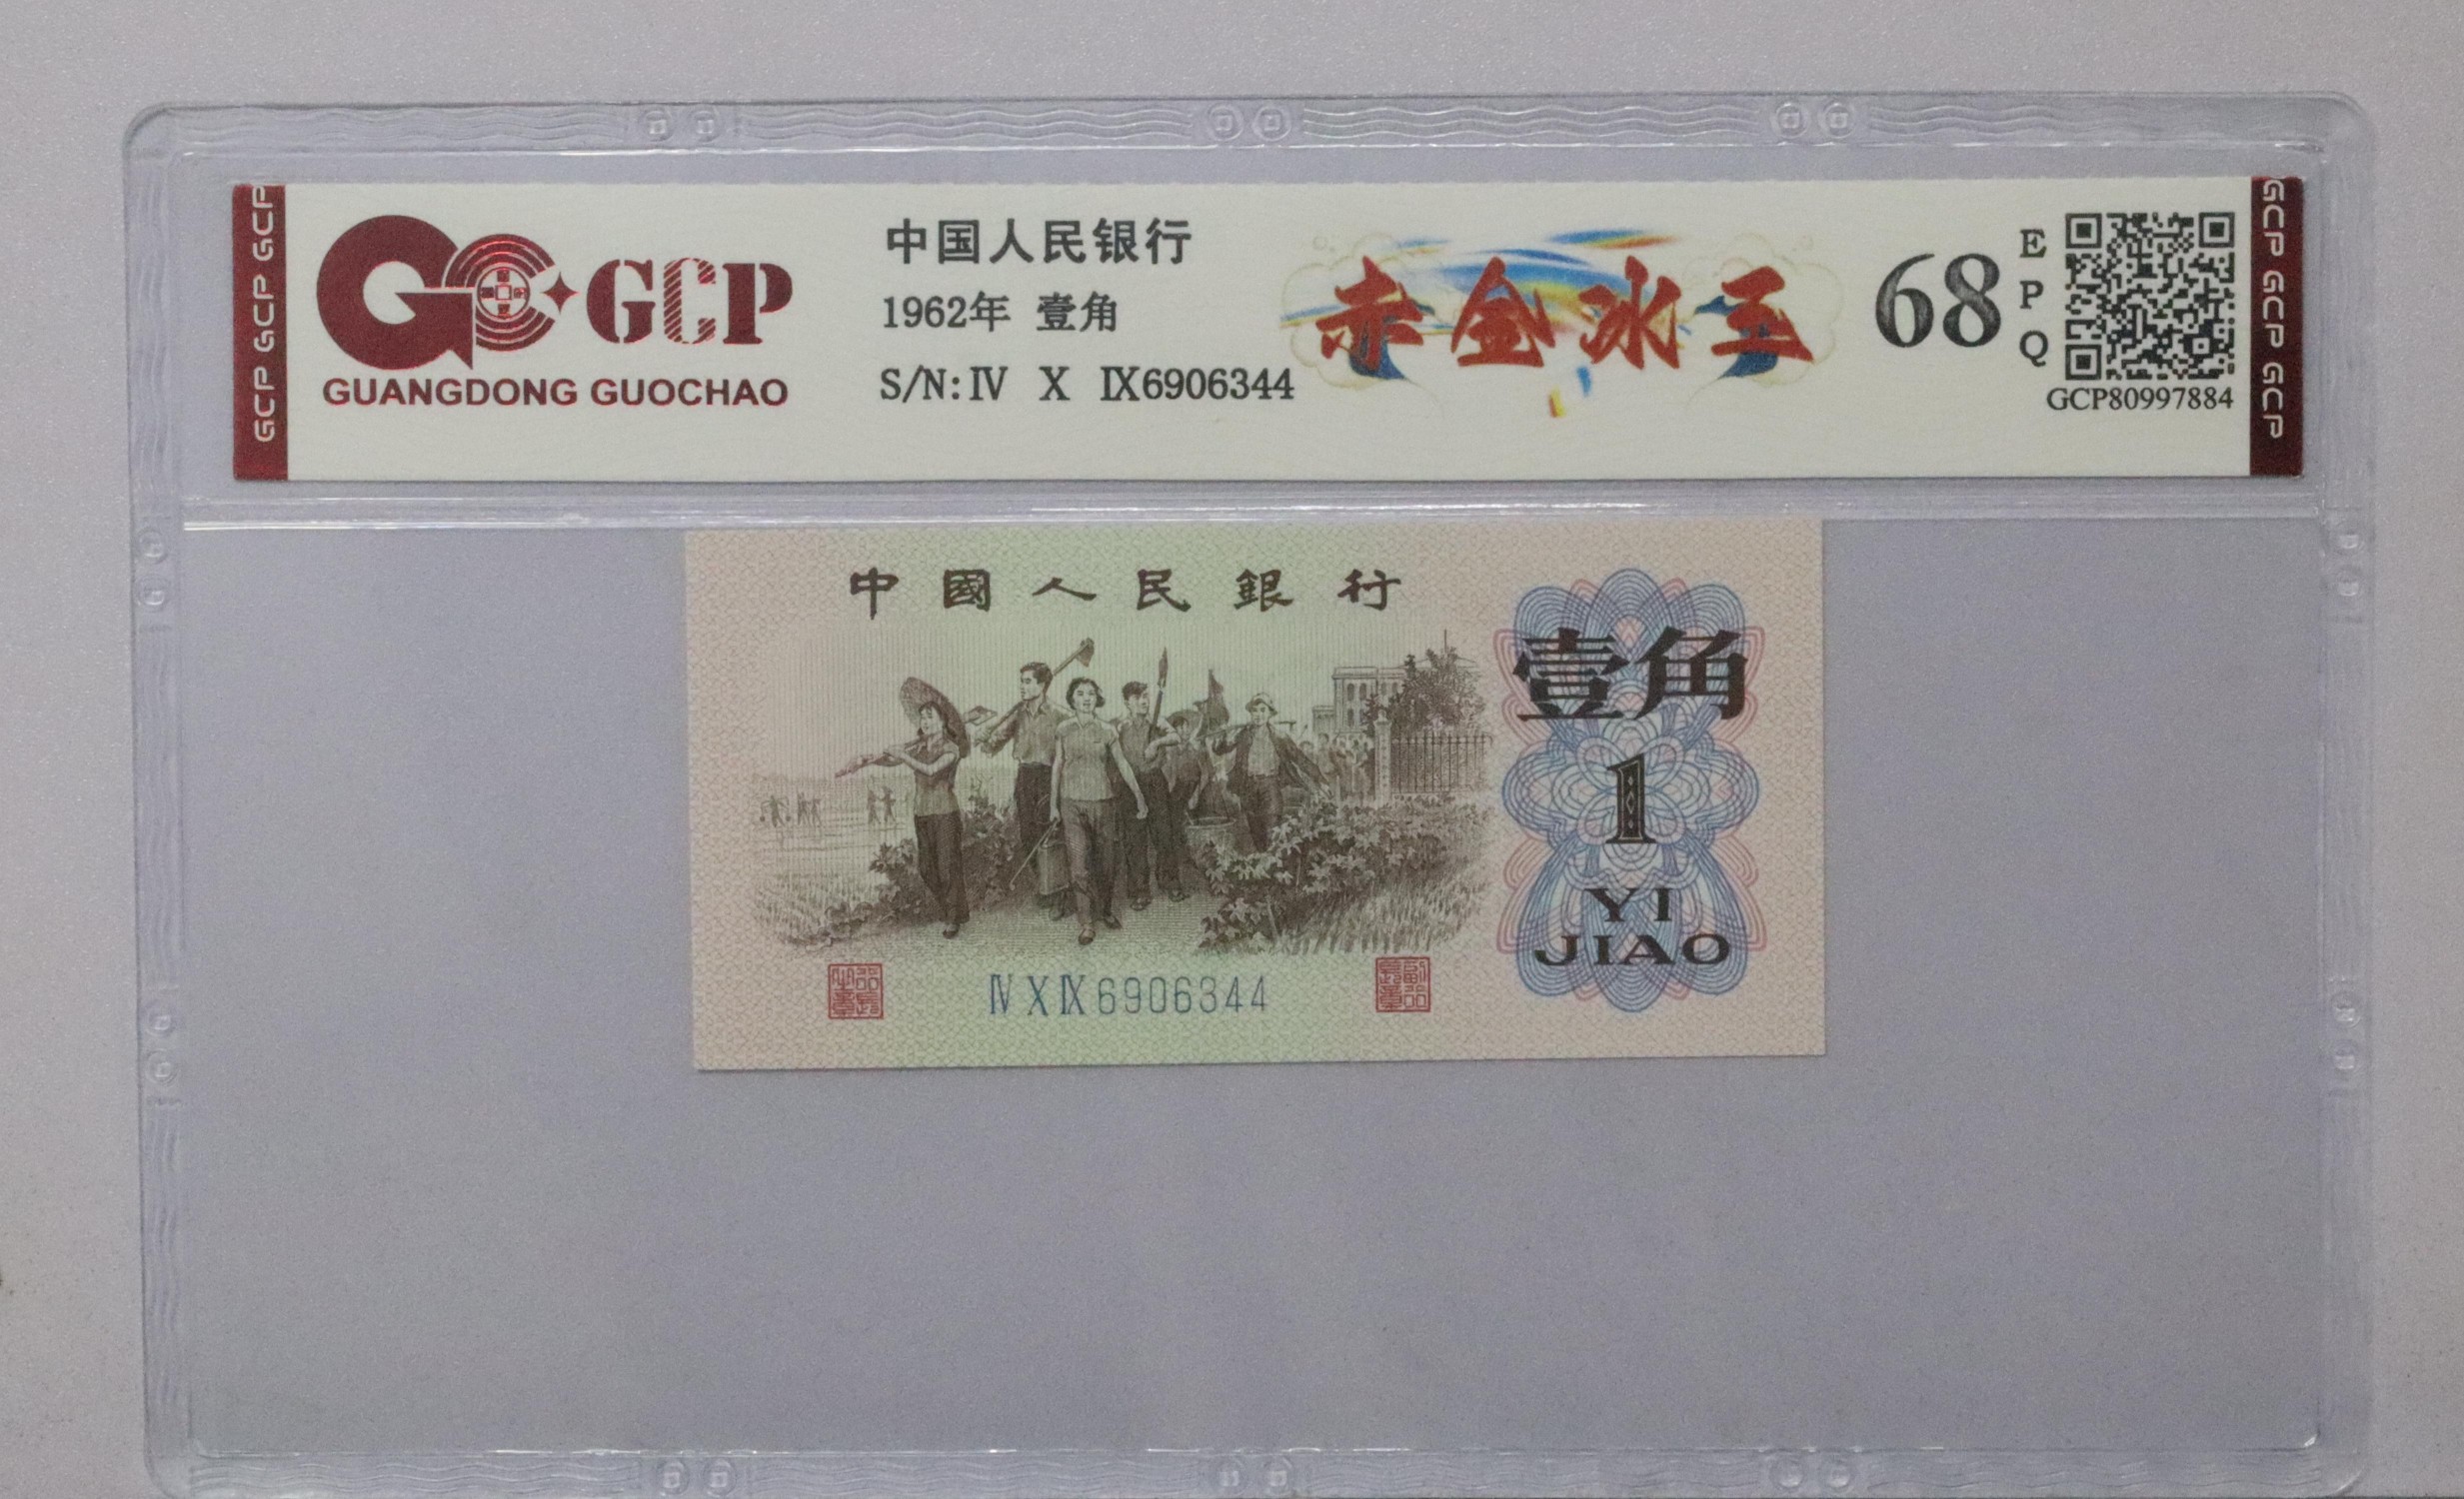 GCP GCP GCP
GCP
GUANGDONG GUOCHAO
中国人民银行
1962年 壹角
S/N: IV X IX6906344
赤金冰王
68
EPQ
GCP80997884
GCP GCP GCP
中國人民銀行
壹角
1
YI
JIAO
IV X IX 6906344